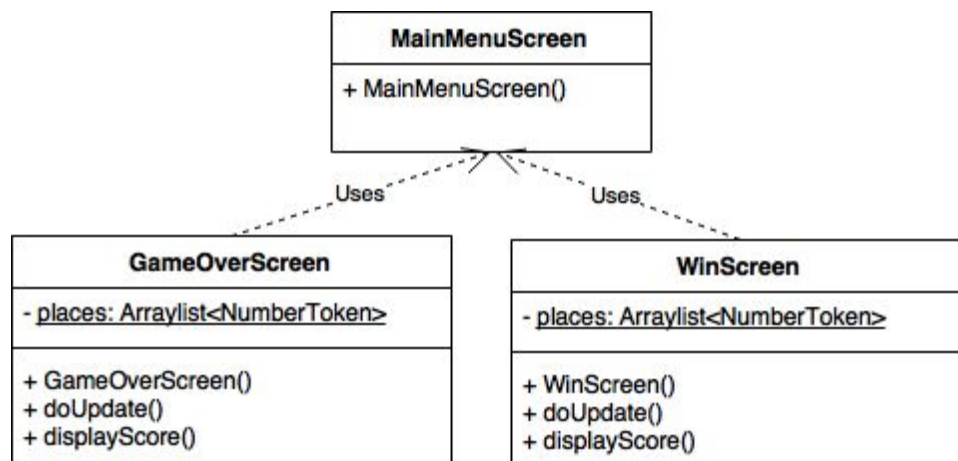 MainMenuScreen
+ MainMenuScreen()
Uses
Uses
GameOverScreen
- places: Arraylist<NumberToken>
+ GameOverScreen()
+ doUpdate()
+ displayScore()
WinScreen
- places: Arraylist<NumberToken>
+ WinScreen()
+ doUpdate()
+ displayScore()